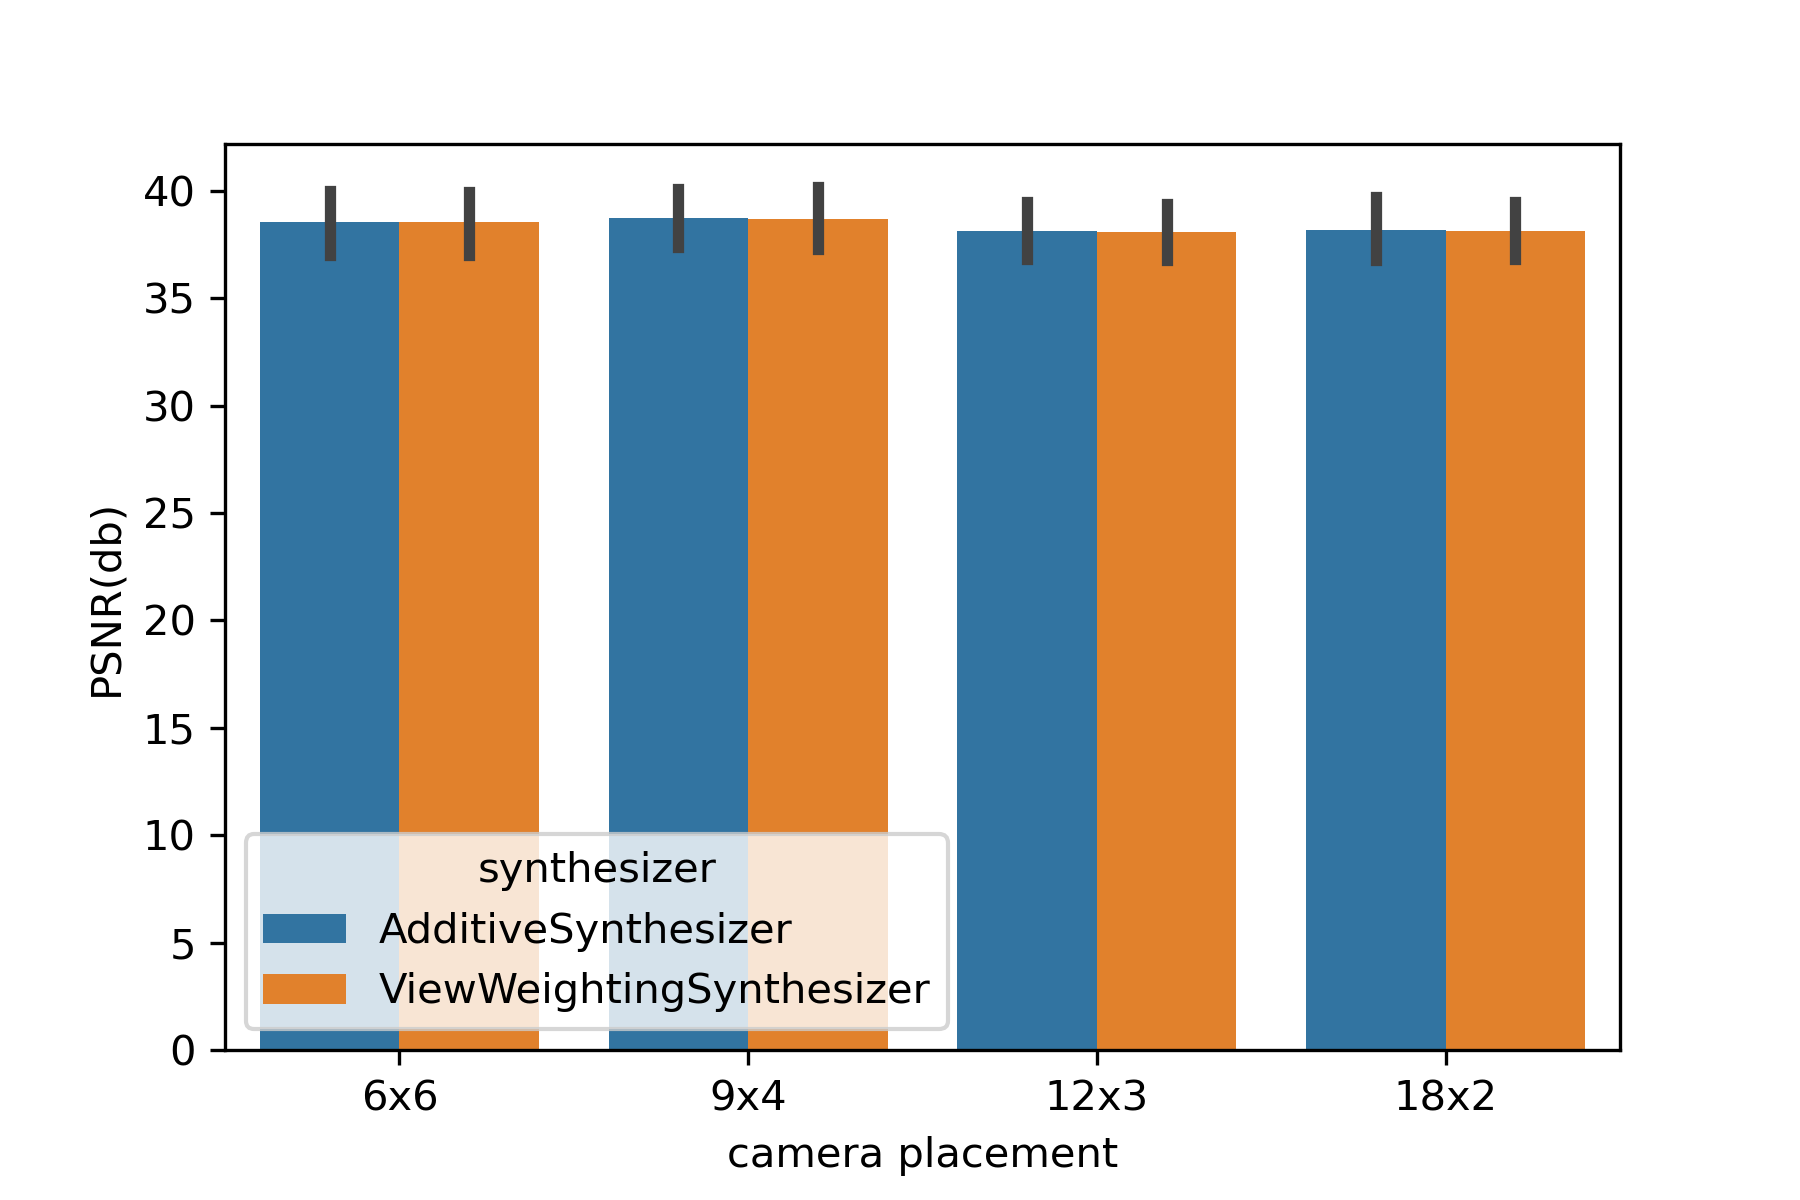 40
35
30
25
20
15
10
5
0
PSNR(db)
synthesizer
AdditiveSynthesizer
ViewWeightingSynthesizer
6x6
9x4
12x3
18x2
camera placement